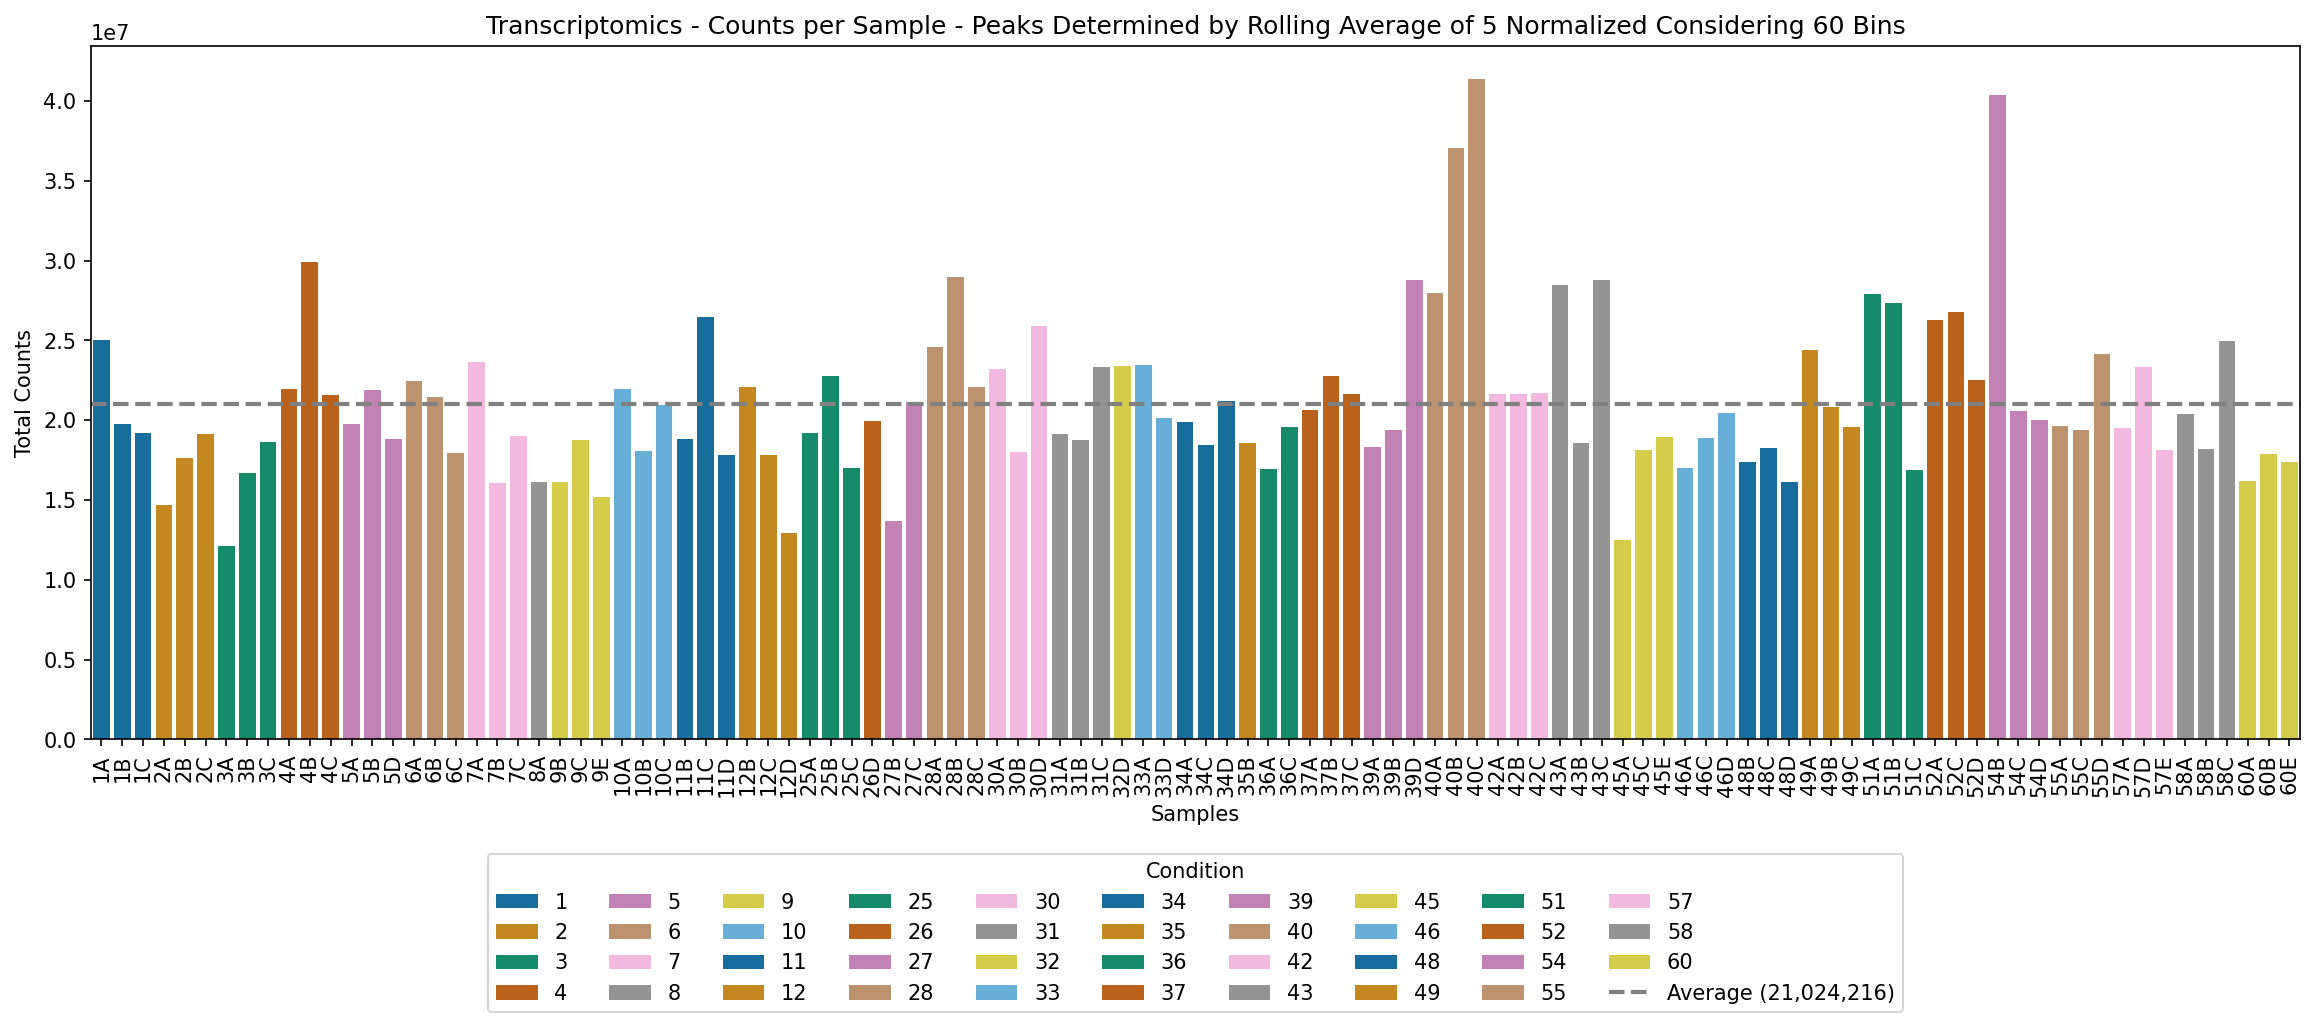 Transcriptomics - Counts per Sample - Peaks Determined by Rolling Average of 5 Normalized Considering 60 Bins
1e7
4.0
3.5
3.0
2.5
2.0
1.5
1.0
0.5
0.0
Total Counts
1A 1B 1C 2A 2B 2C 3A 3B 3C 4A 4B 4C 5A 5B 5D 6A 6B 6C 7A 7B 7C 8A 9B 9C 9E 10A 10B 10C 11B 11C 11D 12B 12C 12D 25A 25B 25C 26D 27B 27C 28A 28B 28C 30A 30B 30D 31A 31B 31C 32D 33A 33D 34A 34C 34D 35B 36A 36C 37A 37B 37C 39A 39B 39D 40A 40B 40C 42A 42B 42C 43A 43B 43C 45A 45C 45E 46A 46C 46D 48B 48C 48D 49A 49B 49C 51A 51B 51C 52A 52C 52D 54B 54C 54D 55A 55C 55D 57A 57D 57E 58A 58B 58C 60A 60B 60E
Samples
Condition
1 5 9 25 30 34 39 45 51 57
2 6 10 26 31 35 40 46 52 58
3 7 11 27 32 36 42 48 54 60
4 8 12 28 33 37 43 49 55 Average (21,024,216)